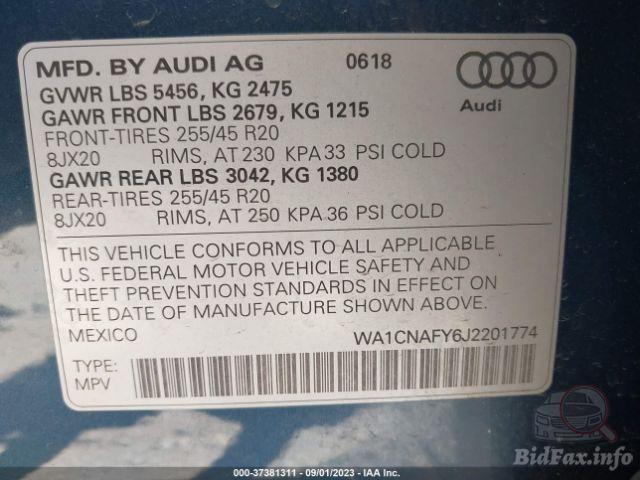 MFD. BY AUDI AG 0618
GVWR LBS 5456, KG 2475
GAWR FRONT LBS 2679, KG 1215
Audi
FRONT-TIRES 255/45 R20
8JX20 RIMS, AT 230 KPA 33 PSI COLD
GAWR REAR LBS 3042, KG 1380
REAR-TIRES 255/45 R20
8JX20 RIMS, AT 250 KPA 36 PSI COLD
THIS VEHICLE CONFORMS TO ALL APPLICABLE
U.S. FEDERAL MOTOR VEHICLE SAFETY AND
THEFT PREVENTION STANDARDS IN EFFECT ON THE
DATE OF MANUFACTURE SHOWN ABOVE.
MEXICO WA1CNAFY6J2201774
TYPE:
MPV
BidFax.info
000-37381311 - 09/01/2023 - IAA Inc.